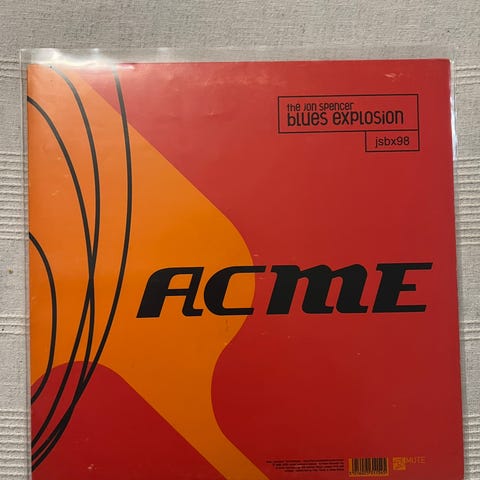 the jon spencer
blues explosion
jsbx98
ACME
MUTE